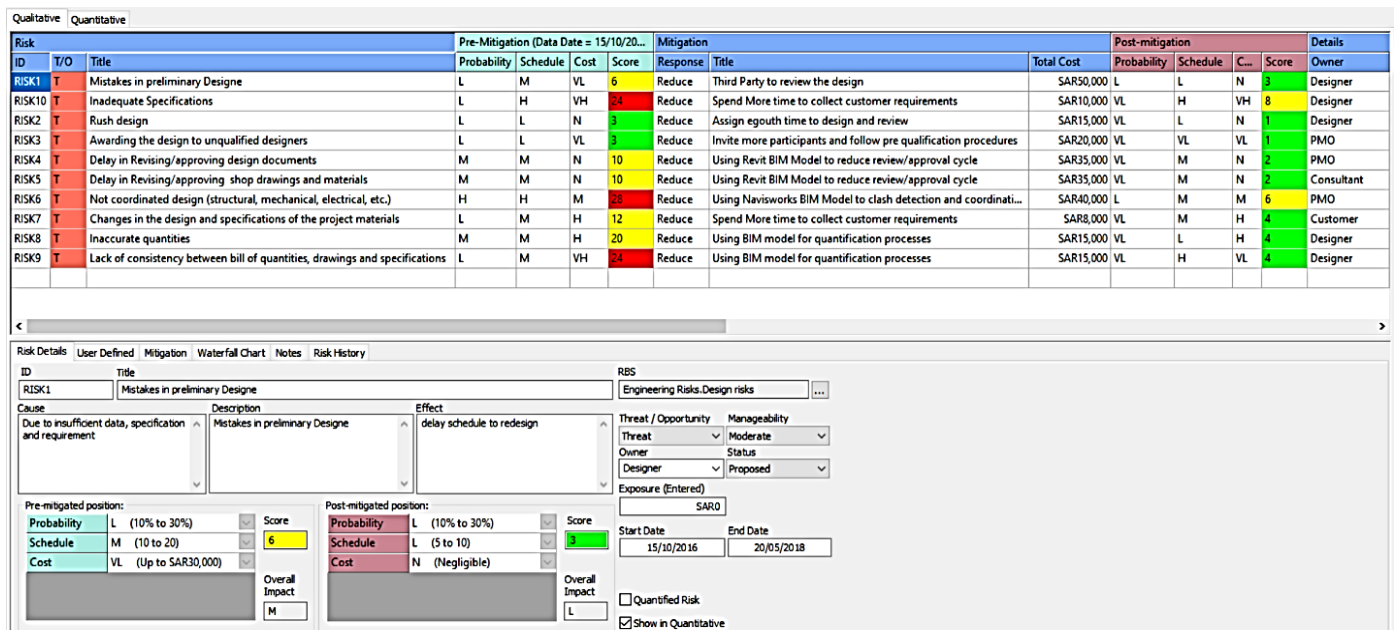 Qualitative Quantitative
Risk Pre-Mitigation (Data Date = 15/10/20... Mitigation Post-mitigation Details
ID T/O Title Probability Schedule Cost Score Response Title Total Cost Probability Schedule C... Score Owner
RISK1 T Mistakes in preliminary Designe L M VL 6 Reduce Third Party to review the design SAR50,000 L L N 3 Designer
RISK10 T Inadequate Specifications L H VH 24 Reduce Spend More time to collect customer requirements SAR10,000 VL H VH 8 Designer
RISK2 T Rush design L L N 3 Reduce Assign egouth time to design and review SAR15,000 VL L N 1 Designer
RISK3 T Awarding the design to unqualified designers L L VL 3 Reduce Invite more participants and follow pre qualification procedures SAR20,000 VL VL VL 1 PMO
RISK4 T Delay in Revising/approving design documents M M N 10 Reduce Using Revit BIM Model to reduce review/approval cycle SAR35,000 VL M N 2 PMO
RISK5 T Delay in Revising/approving shop drawings and materials M M N 10 Reduce Using Revit BIM Model to reduce review/approval cycle SAR35,000 VL M N 2 Consultant
RISK6 T Not coordinated design (structural, mechanical, electrical, etc.) H H M 28 Reduce Using Navisworks BIM Model to clash detection and coordinati... SAR40,000 L M M 6 PMO
RISK7 T Changes in the design and specifications of the project materials L M H 12 Reduce Spend More time to collect customer requirements SAR8,000 VL M H 4 Customer
RISK8 T Inaccurate quantities M M H 20 Reduce Using BIM model for quantification processes SAR15,000 VL L H 4 Designer
RISK9 T Lack of consistency between bill of quantities, drawings and specifications L M VH 24 Reduce Using BIM model for quantification processes SAR15,000 VL H VL 4 Designer
Risk Details User Defined Mitigation Waterfall Chart Notes Risk History
ID Title RBS
RISK1 Mistakes in preliminary Designe Engineering Risks.Design risks ...
Cause Description Effect
Due to insufficient data, specification Mistakes in preliminary Designe delay schedule to redesign
and requirement
Threat / Opportunity Manageability
Threat Moderate
Owner Status
Designer Proposed
Exposure (Entered)
SAR0
Start Date End Date
15/10/2016 20/05/2018
Pre-mitigated position: Post-mitigated position:
Probability L (10% to 30%) Score Probability L (10% to 30%) Score
Schedule M (10 to 20) 6 Schedule L (5 to 10) 3
Cost VL (Up to SAR30,000) Cost N (Negligible)
Overall Overall
Impact Impact
M L
Quantified Risk
Show in Quantitative